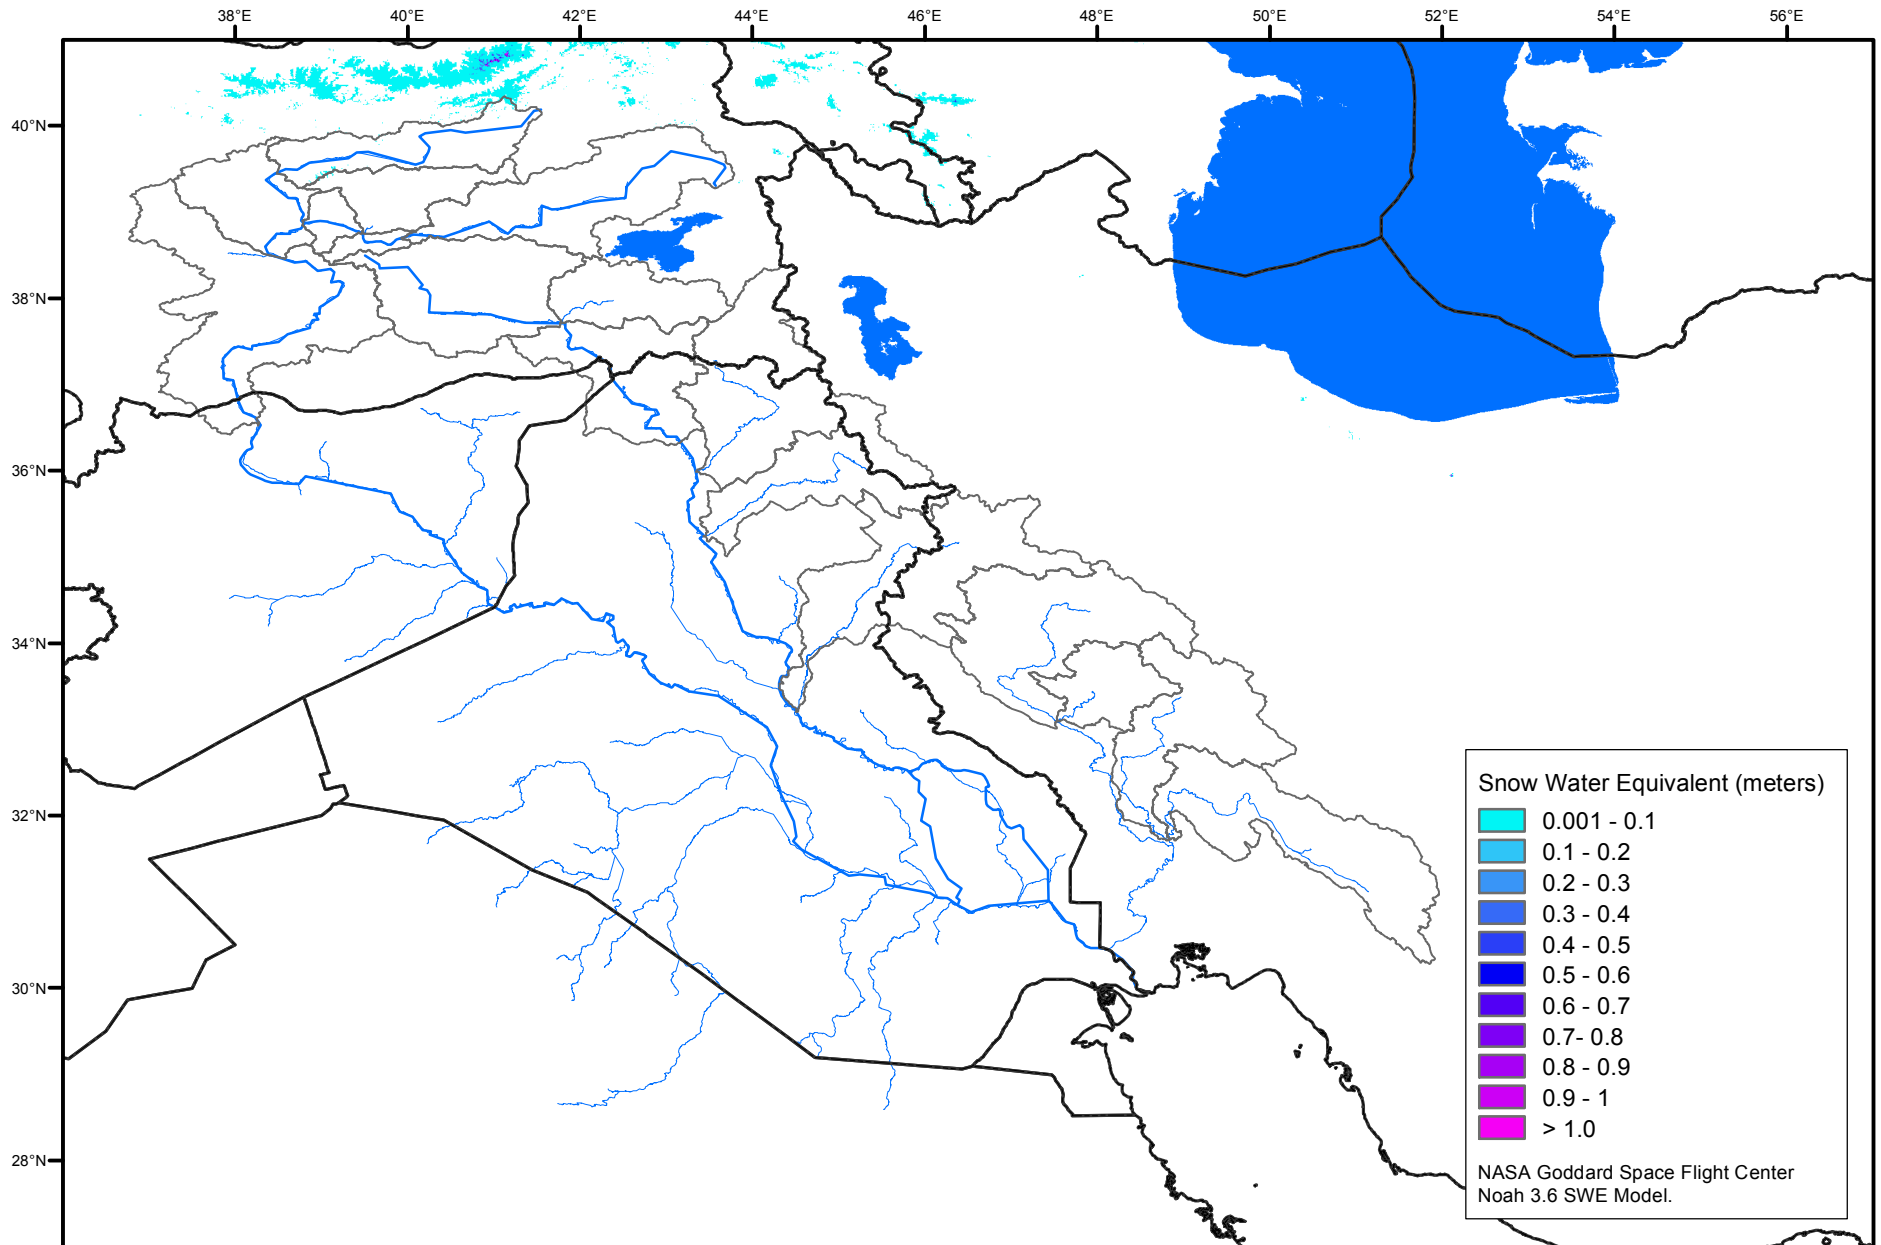 38°E 40°E 42°E 44°E 46°E 48°E 50°E 52°E 54°E 56°E
40°N
38°N
36°N
34°N
32°N
30°N
28°N
Snow Water Equivalent (meters)
0.001 - 0.1
0.1 - 0.2
0.2 - 0.3
0.3 - 0.4
0.4 - 0.5
0.5 - 0.6
0.6 - 0.7
0.7- 0.8
0.8 - 0.9
0.9 - 1
> 1.0
NASA Goddard Space Flight Center
Noah 3.6 SWE Model.